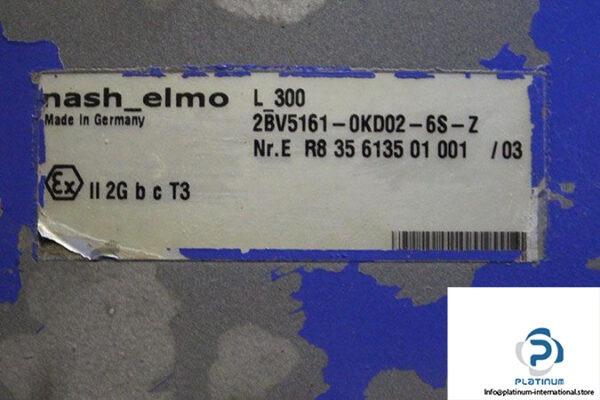 nash_elmo L_300
Made in Germany 2BV5161-0KD02-6S-Z
Nr.E R8 35 6135 01 001 /03
Ex II 2G b c T3
PLATINUM
Info@platinum-international.store